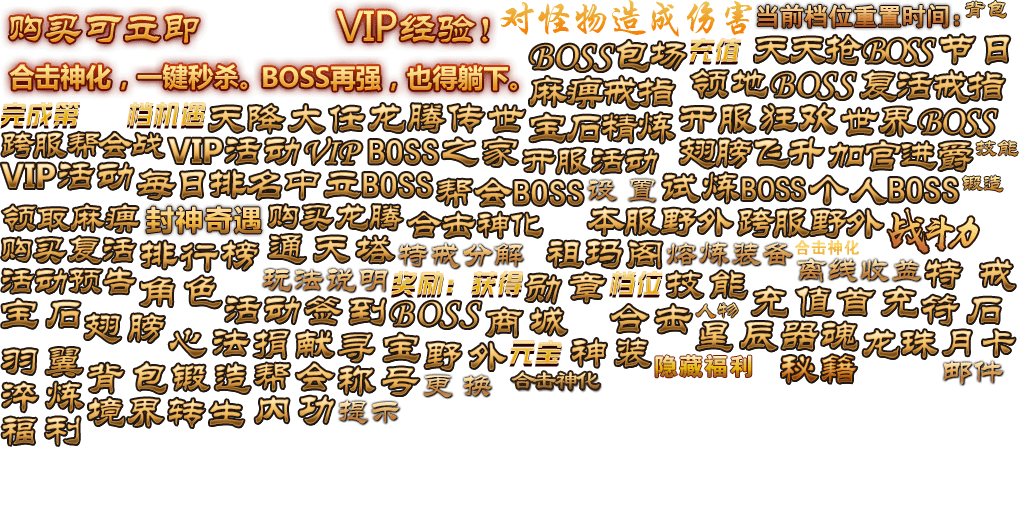 购买可立即
VIP经验！
对怪物造成伤害
当前档位重置时间：
背包
合击神化，一键秒杀。BOSS再强，也得躺下。
BOSS包场
充值
天天抢BOSS
节日
麻痹戒指
领地BOSS
复活戒指
完成第 档机遇
天降大任
龙腾传世
宝石精炼
开服狂欢
世界BOSS
跨服帮会战
VIP活动
VIP
BOSS之家
开服活动
翅膀飞升
加官进爵
技能
VIP活动
每日排名
中立BOSS
帮会BOSS
设 置
试炼BOSS
个人BOSS
锻造
领取麻痹
封神奇遇
购买龙腾
合击神化
本服野外
跨服野外
战斗力
购买复活
排行榜
通天塔
特戒分解
祖玛阁
熔炼装备
合击神化
离线收益
特 戒
活动预告
角 色
玩法说明
奖励：获得
勋章
档位
技能
宝石
翅膀
活动签到
BOSS
商城
合击
人物
充值
首充
符石
羽翼
心法
捐献
寻宝
野外
元宝
神装
星辰
器魂
龙珠
月卡
淬炼
背包
锻造
帮会
称号
更 换
合击神化
隐藏福利
秘籍
邮件
境界
转生
内功
提示
福利